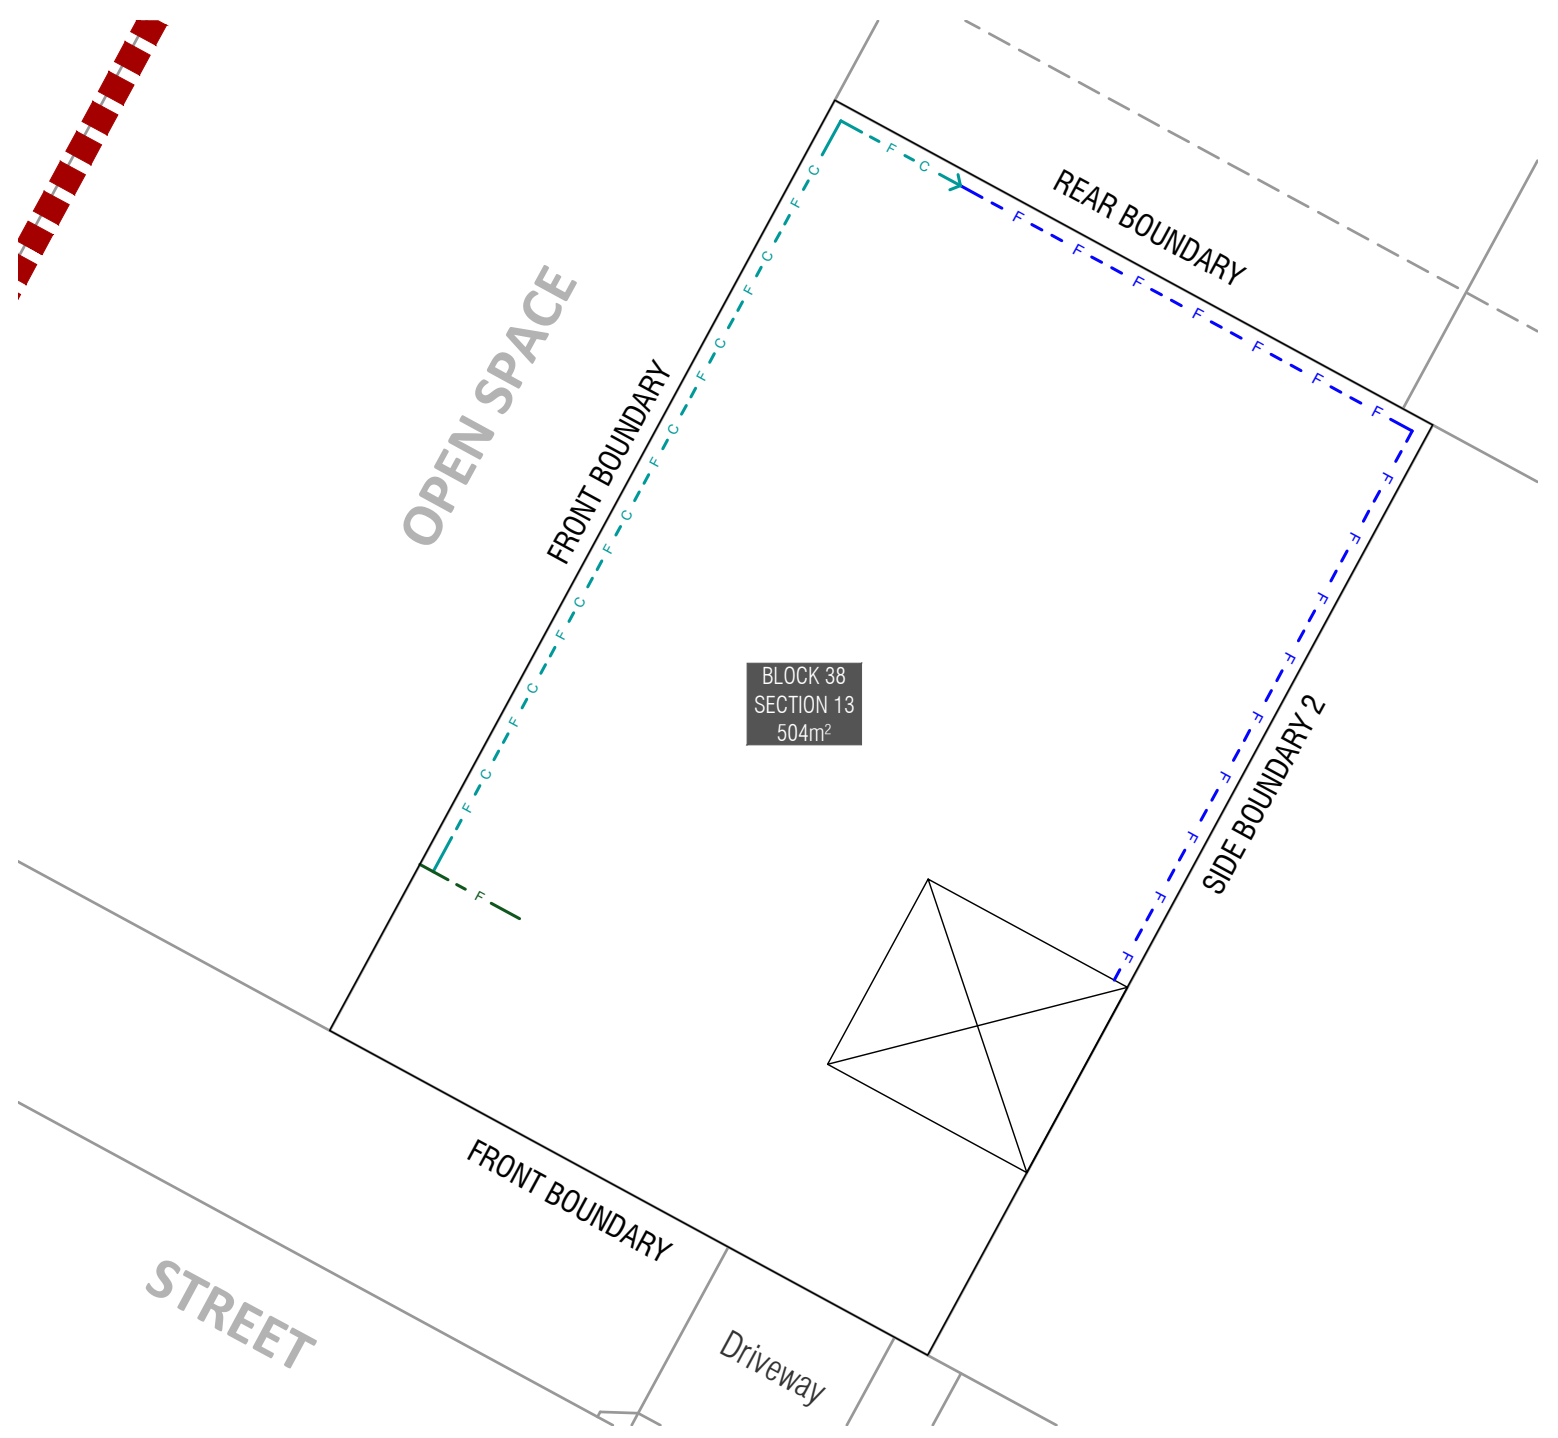 REAR BOUNDARY
OPEN SPACE
FRONT BOUNDARY
F C
F F F F F F F
C F C F C F C F C F C F C F C F
F F F F F F F F F
BLOCK 38
SECTION 13
504m²
SIDE BOUNDARY 2
F
FRONT BOUNDARY
STREET
Driveway